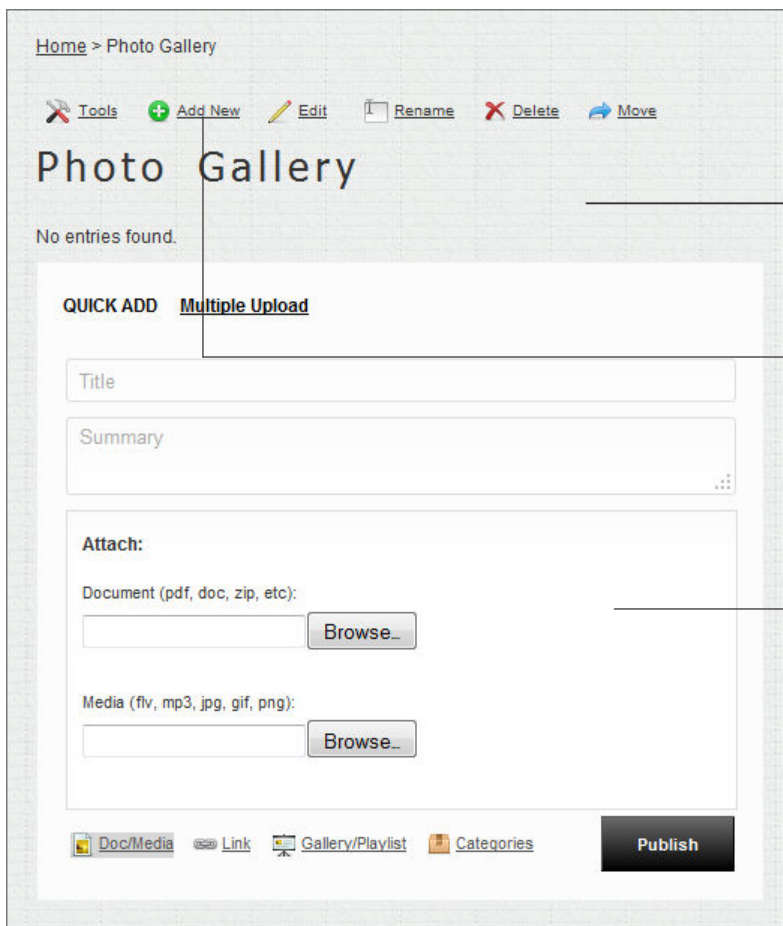 Home > Photo Gallery
Tools Add New Edit Rename Delete Move
Photo Gallery
No entries found.
QUICK ADD Multiple Upload
Title
Summary
Attach:
Document (pdf, doc, zip, etc):
Browse...
Media (flv, mp3, jpg, gif, png):
Browse...
Doc/Media Link Gallery/Playlist Categories Publish